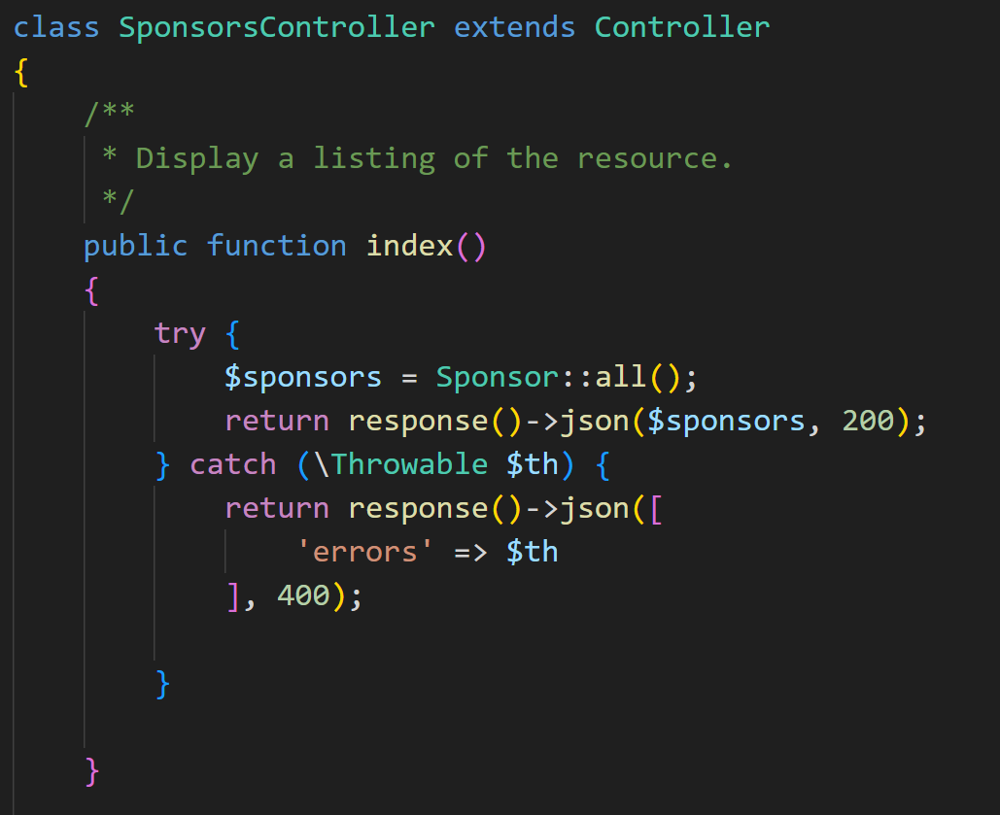 class SponsorsController extends Controller
{
    /**
     * Display a listing of the resource.
     */
    public function index()
    {
        try {
            $sponsors = Sponsor::all();
            return response()->json($sponsors, 200);
        } catch (\Throwable $th) {
            return response()->json([
                'errors' => $th
            ], 400);

        }

    }